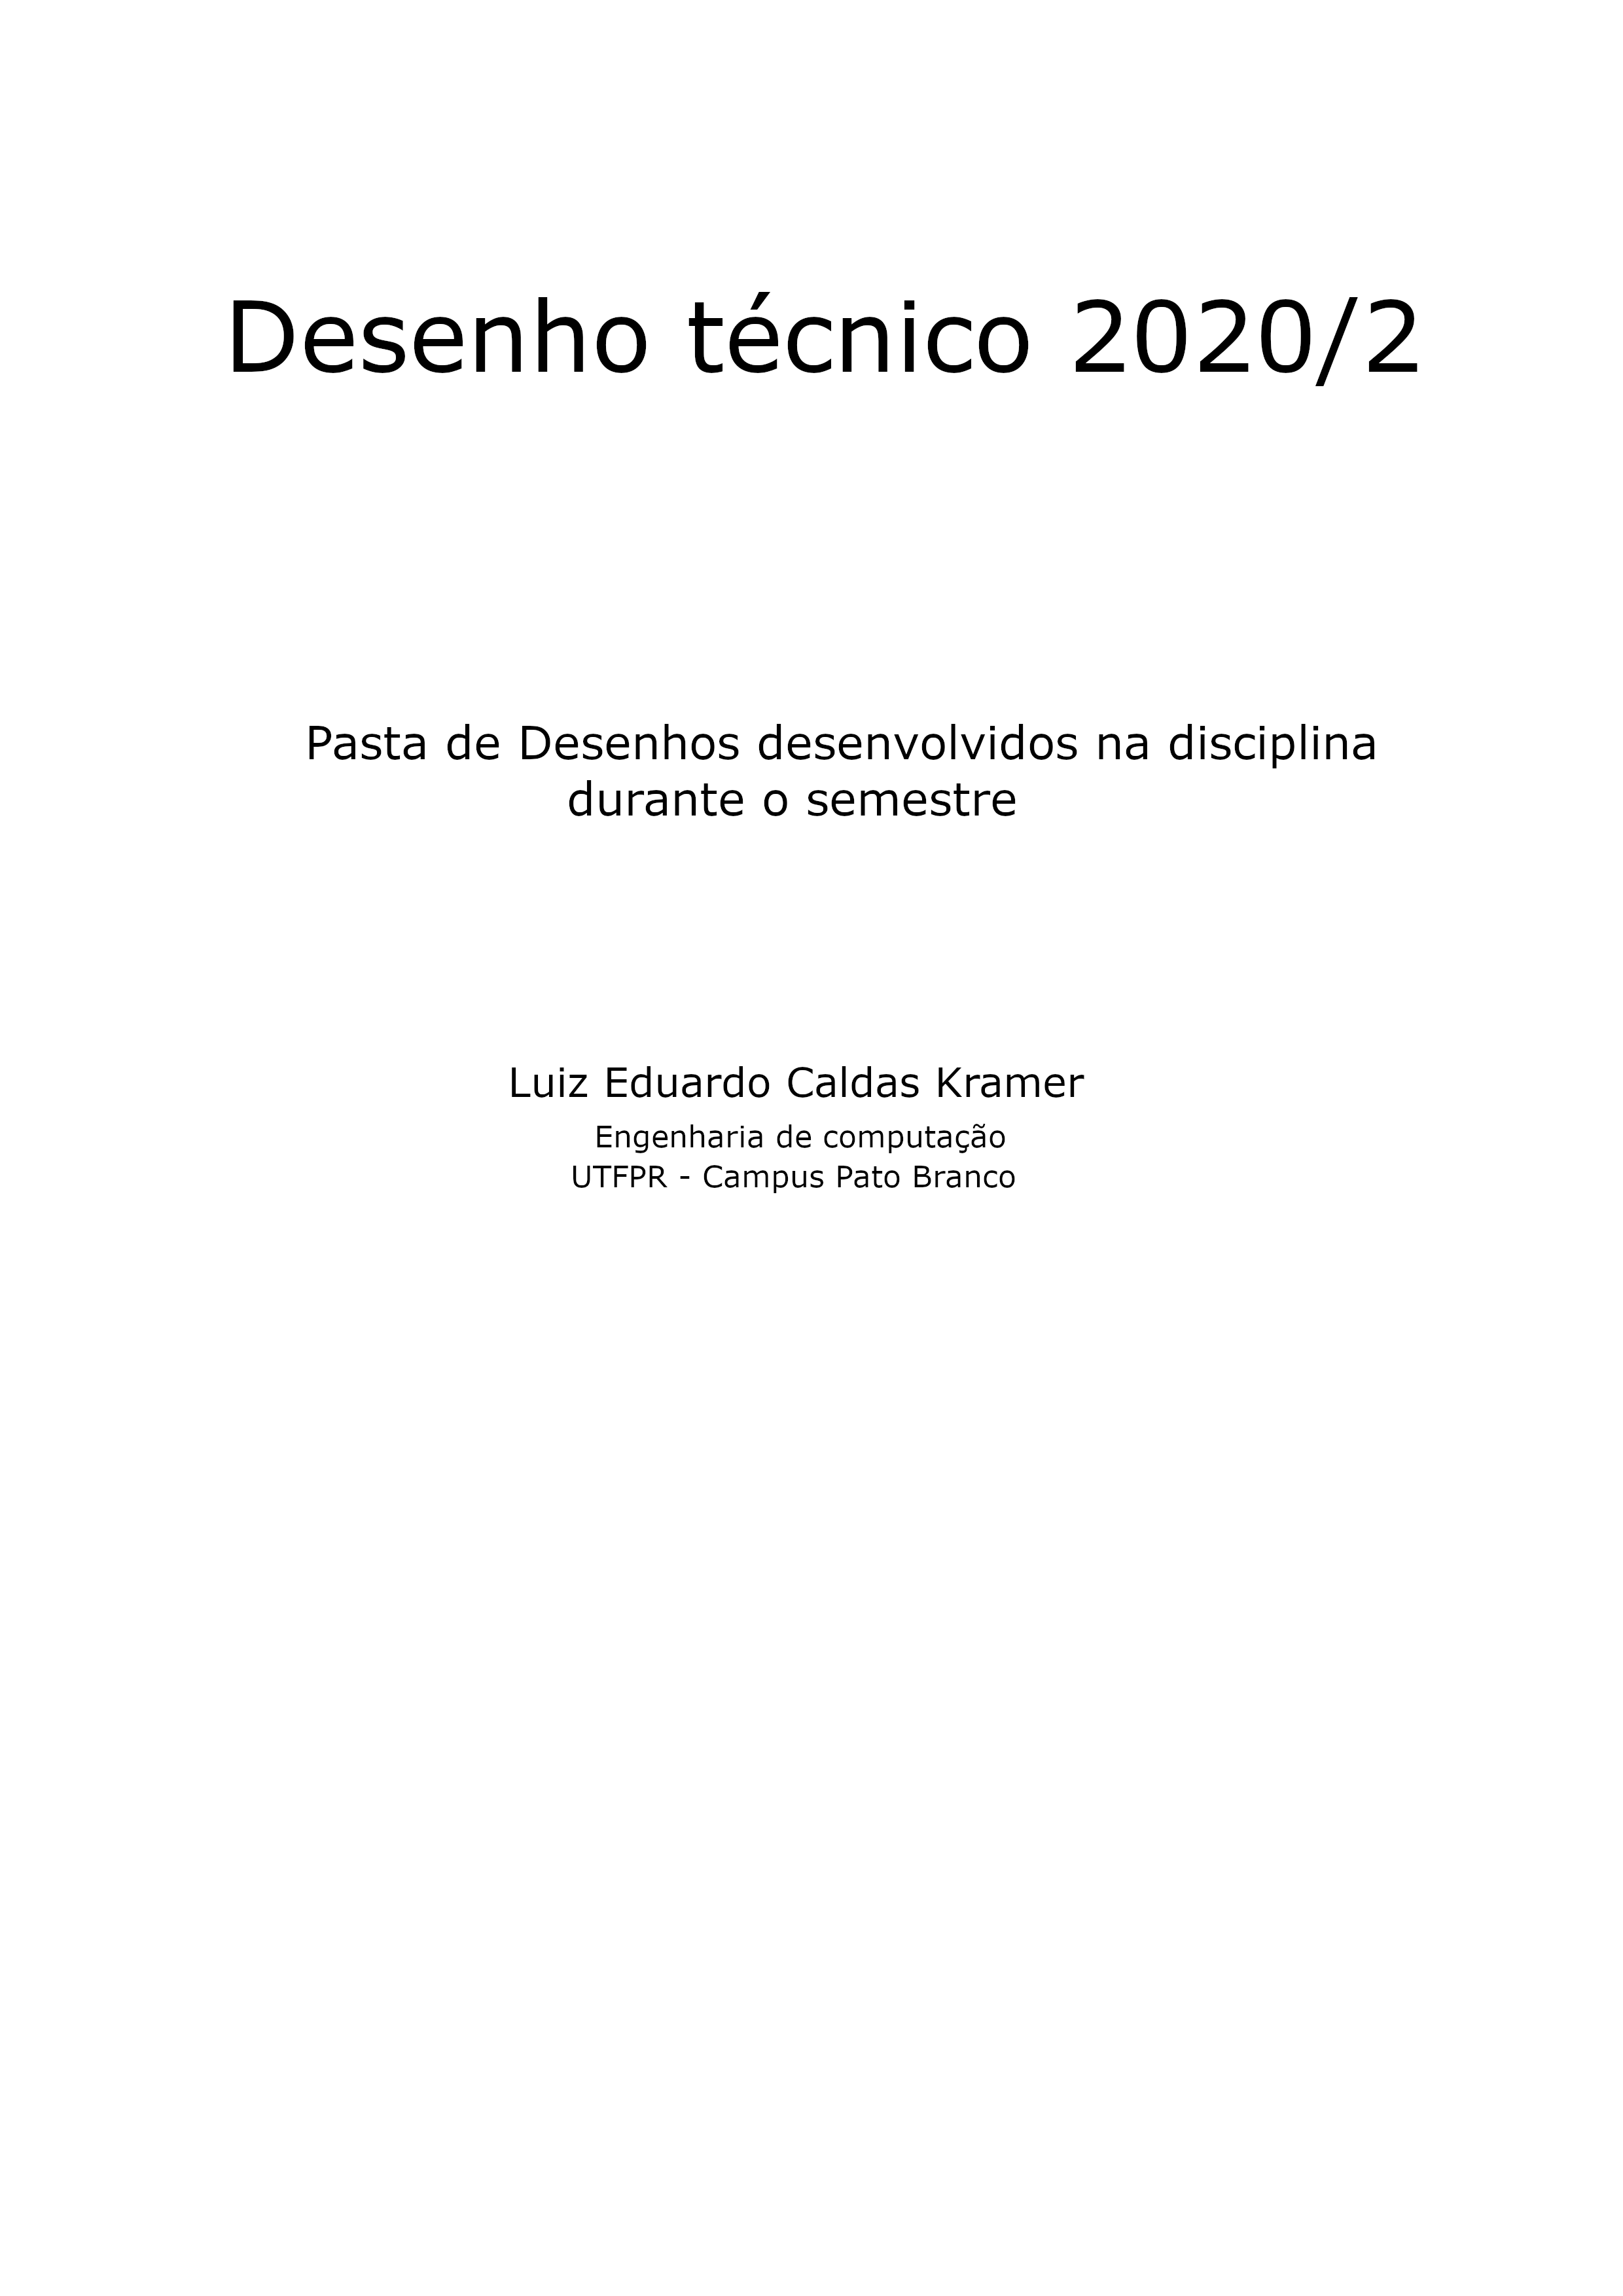 Desenho técnico 2020/2
Pasta de Desenhos desenvolvidos na disciplina
durante o semestre
Luiz Eduardo Caldas Kramer
Engenharia de computação
UTFPR - Campus Pato Branco